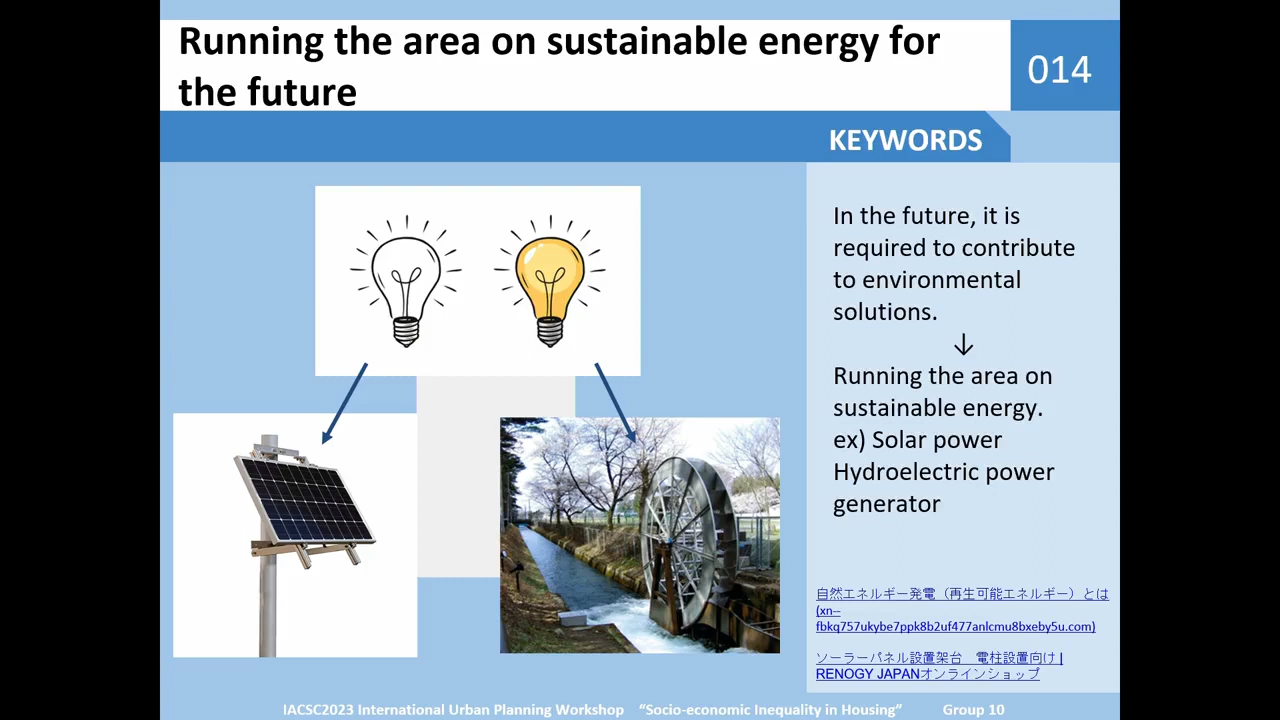 Running the area on sustainable energy for
the future
014
KEYWORDS
In the future, it is
required to contribute
to environmental
solutions.
↓
Running the area on
sustainable energy.
ex) Solar power
Hydroelectric power
generator
自然エネルギー発電（再生可能エネルギー）とは
(xn--
fbkq757ukybe7ppk8b2uf477anlcmu8bxeby5u.com)
ソーラーパネル設置架台　電柱設置向け |
RENOGY JAPANオンラインショップ
IACSC2023 International Urban Planning Workshop “Socio-economic Inequality in Housing” Group 10